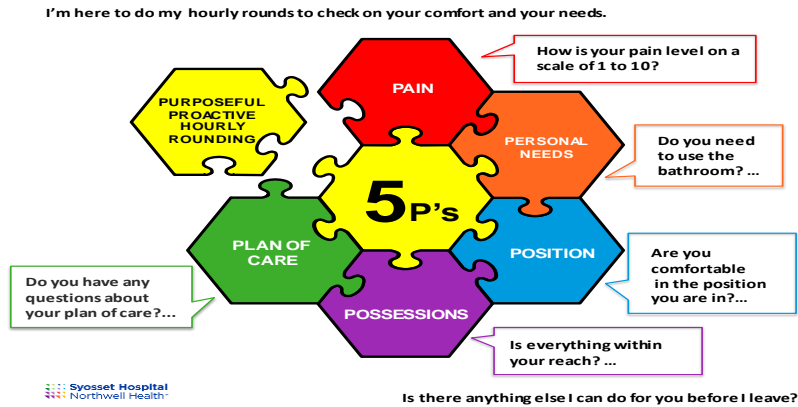 I'm here to do my hourly rounds to check on your comfort and your needs.
PURPOSEFUL
PROACTIVE
HOURLY
ROUNDING
PAIN
How is your pain level on a
scale of 1 to 10?
PERSONAL
NEEDS
Do you need
to use the
bathroom? ...
5P's
POSITION
Are you
comfortable
in the position
you are in?...
POSSESSIONS
Is everything within
your reach? ...
PLAN OF
CARE
Do you have any
questions about
your plan of care?...
Syosset Hospital
Northwell Health™
Is there anything else I can do for you before I leave?